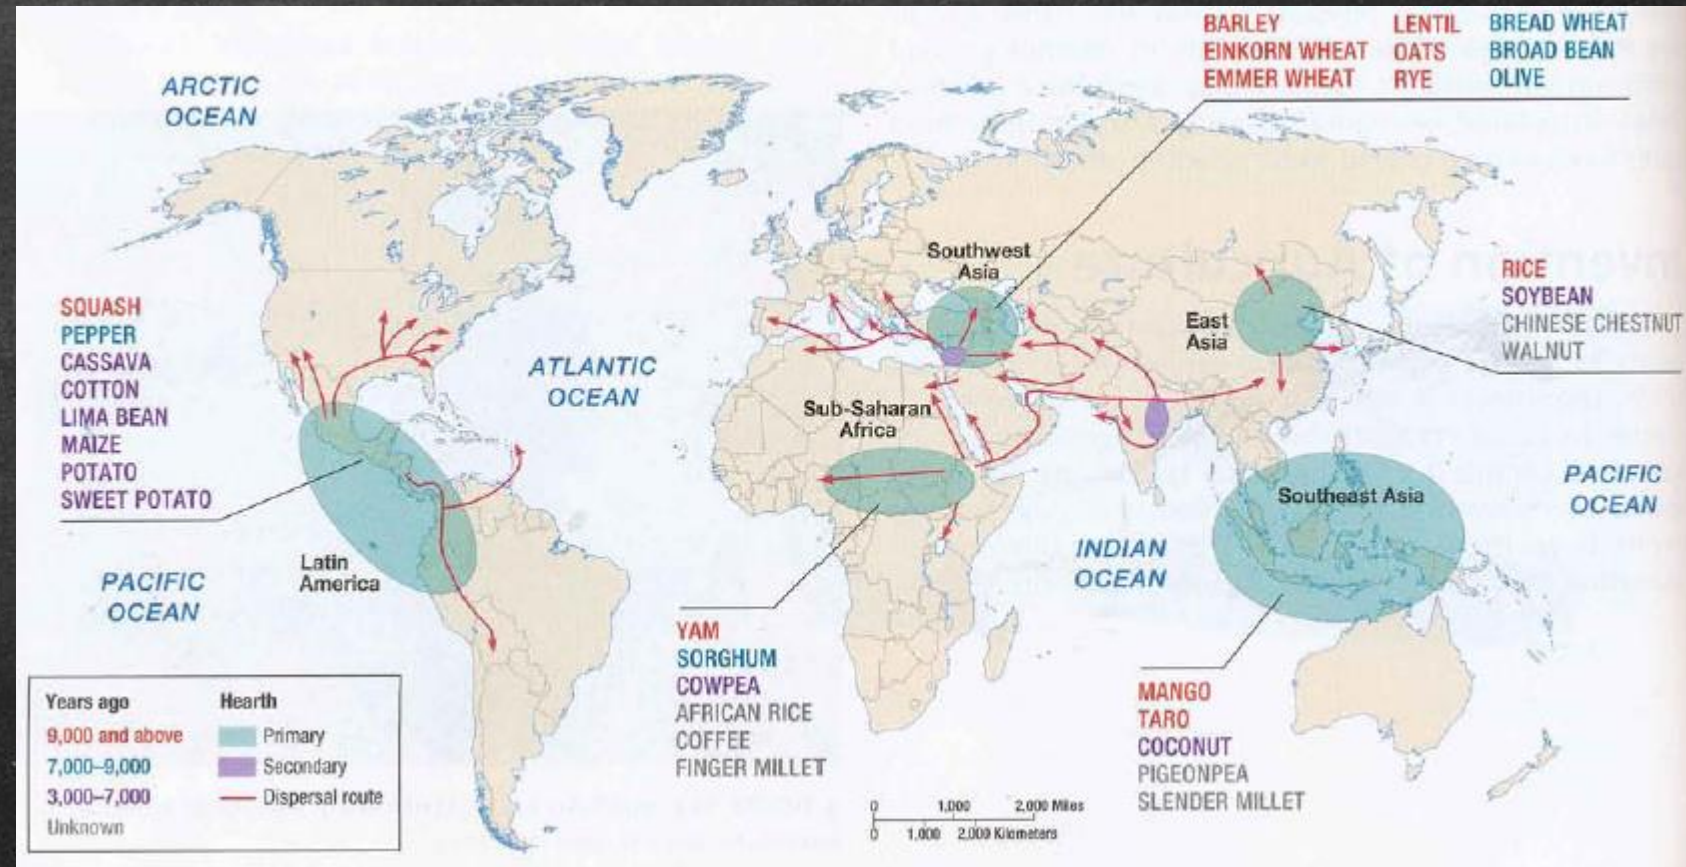 BARLEY LENTIL BREAD WHEAT
EINKORN WHEAT OATS BROAD BEAN
EMMER WHEAT RYE OLIVE
ARCTIC
OCEAN
Southwest
Asia
SQUASH
PEPPER
CASSAVA
COTTON
LIMA BEAN
MAIZE
POTATO
SWEET POTATO
ATLANTIC
OCEAN
Sub-Saharan
Africa
East
Asia
RICE
SOYBEAN
CHINESE CHESTNUT
WALNUT
PACIFIC
OCEAN
Southeast Asia
INDIAN
OCEAN
Latin
America
PACIFIC
OCEAN
YAM
SORGHUM
COWPEA
AFRICAN RICE
COFFEE
FINGER MILLET
MANGO
TARO
COCONUT
PIGEONPEA
SLENDER MILLET
Years ago Hearth
9,000 and above Primary
7,000–9,000 Secondary
3,000–7,000 Dispersal route
Unknown
0 1,000 2,000 Miles
0 1,000 2,000 Kilometers